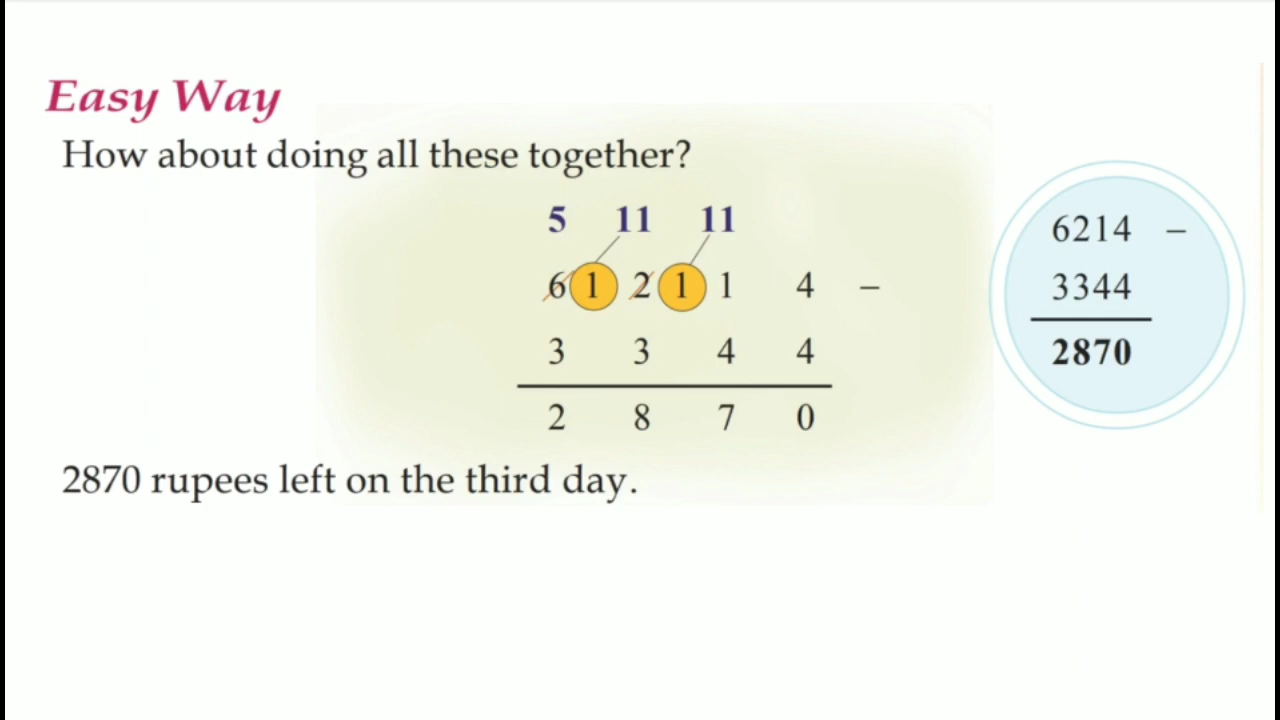 Easy Way
How about doing all these together?
5 11 11
6 1 2 1 1 4 –
3 3 4 4
2 8 7 0
6214 –
3344
2870
2870 rupees left on the third day.